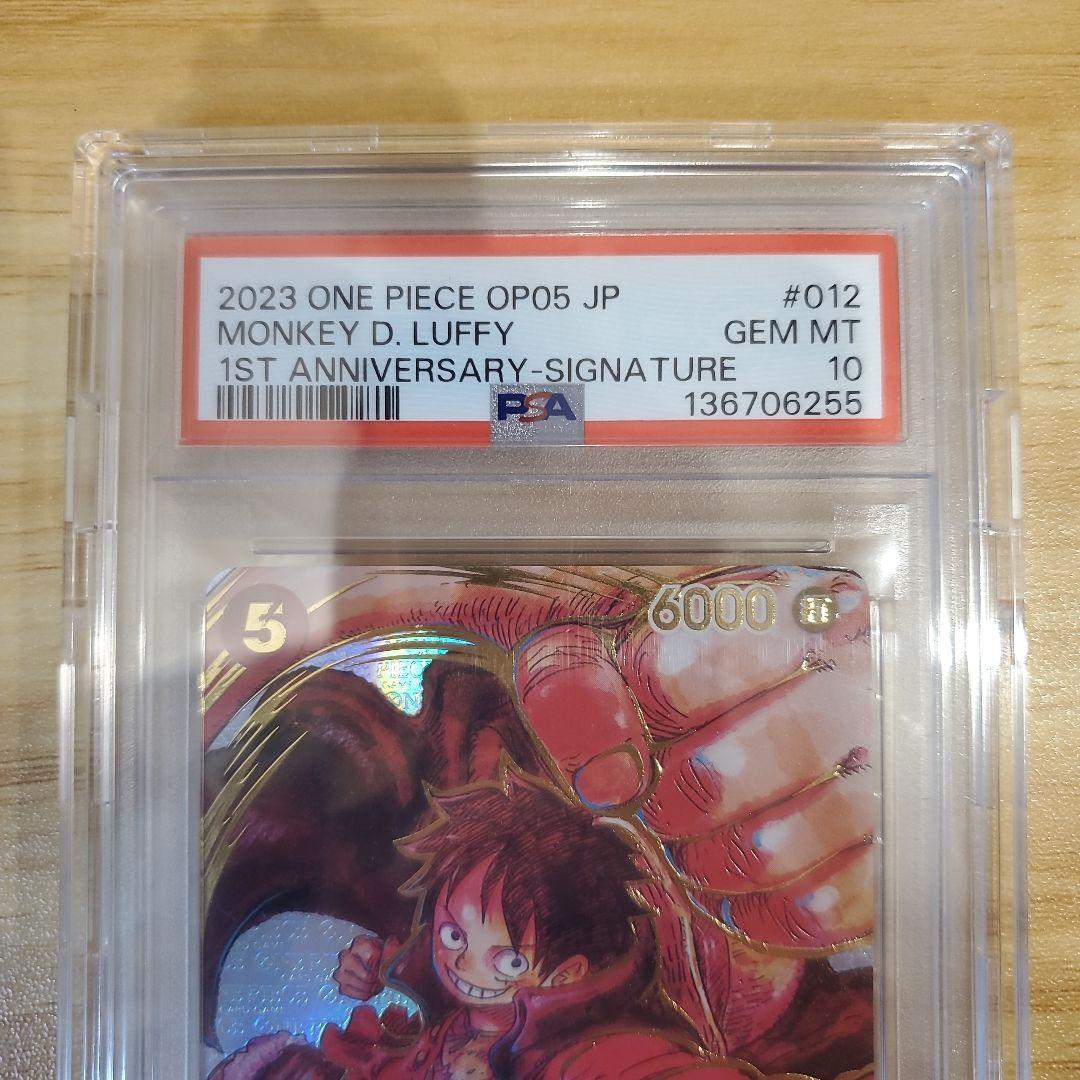 2023 ONE PIECE OP05 JP #012
MONKEY D. LUFFY GEM MT
1ST ANNIVERSARY-SIGNATURE 10
PSA 136706255
5 6000